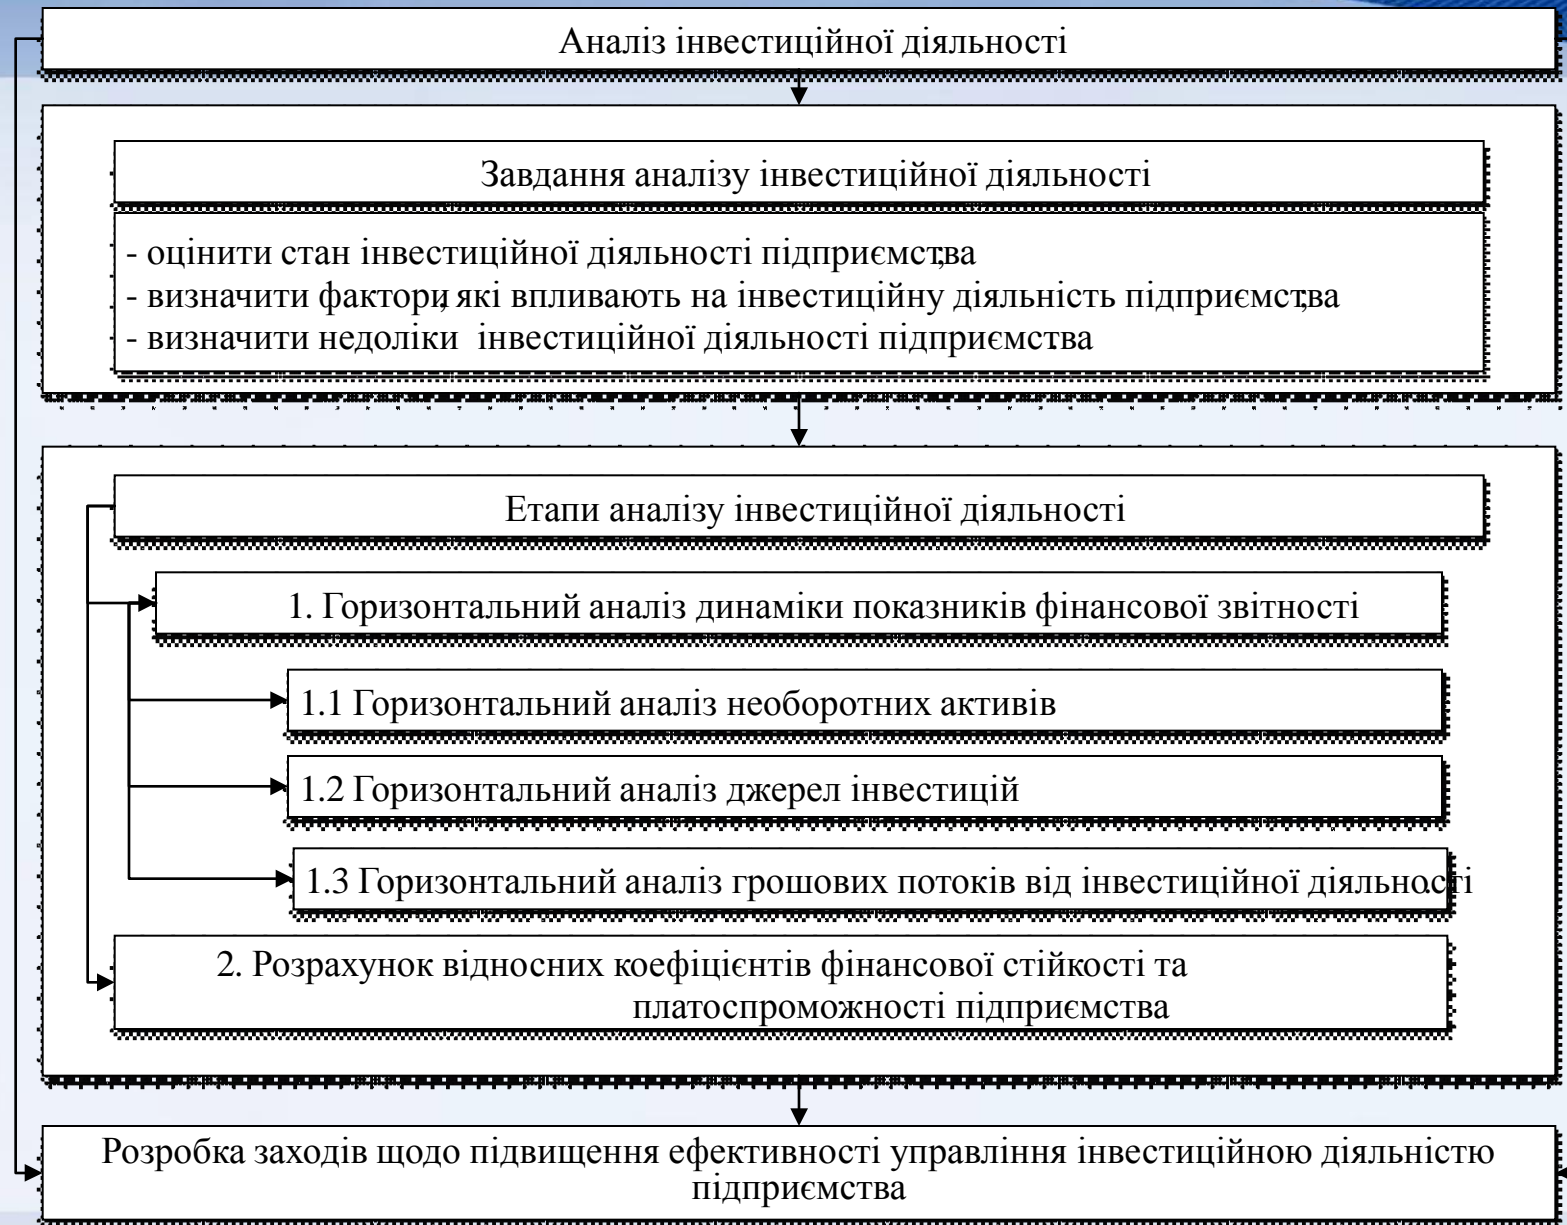 Аналіз інвестиційної діяльності
Завдання аналізу інвестиційної діяльності
- оцінити стан інвестиційної діяльності підприємства;
- визначити фактори, які впливають на інвестиційну діяльність підприємства;
- визначити недоліки інвестиційної діяльності підприємства.
Етапи аналізу інвестиційної діяльності
1. Горизонтальний аналіз динаміки показників фінансової звітності
1.1 Горизонтальний аналіз необоротних активів
1.2 Горизонтальний аналіз джерел інвестицій
1.3 Горизонтальний аналіз грошових потоків від інвестиційної діяльності.
2. Розрахунок відносних коефіцієнтів фінансової стійкості та
платоспроможності підприємства
Розробка заходів щодо підвищення ефективності управління інвестиційною діяльністю
підприємства